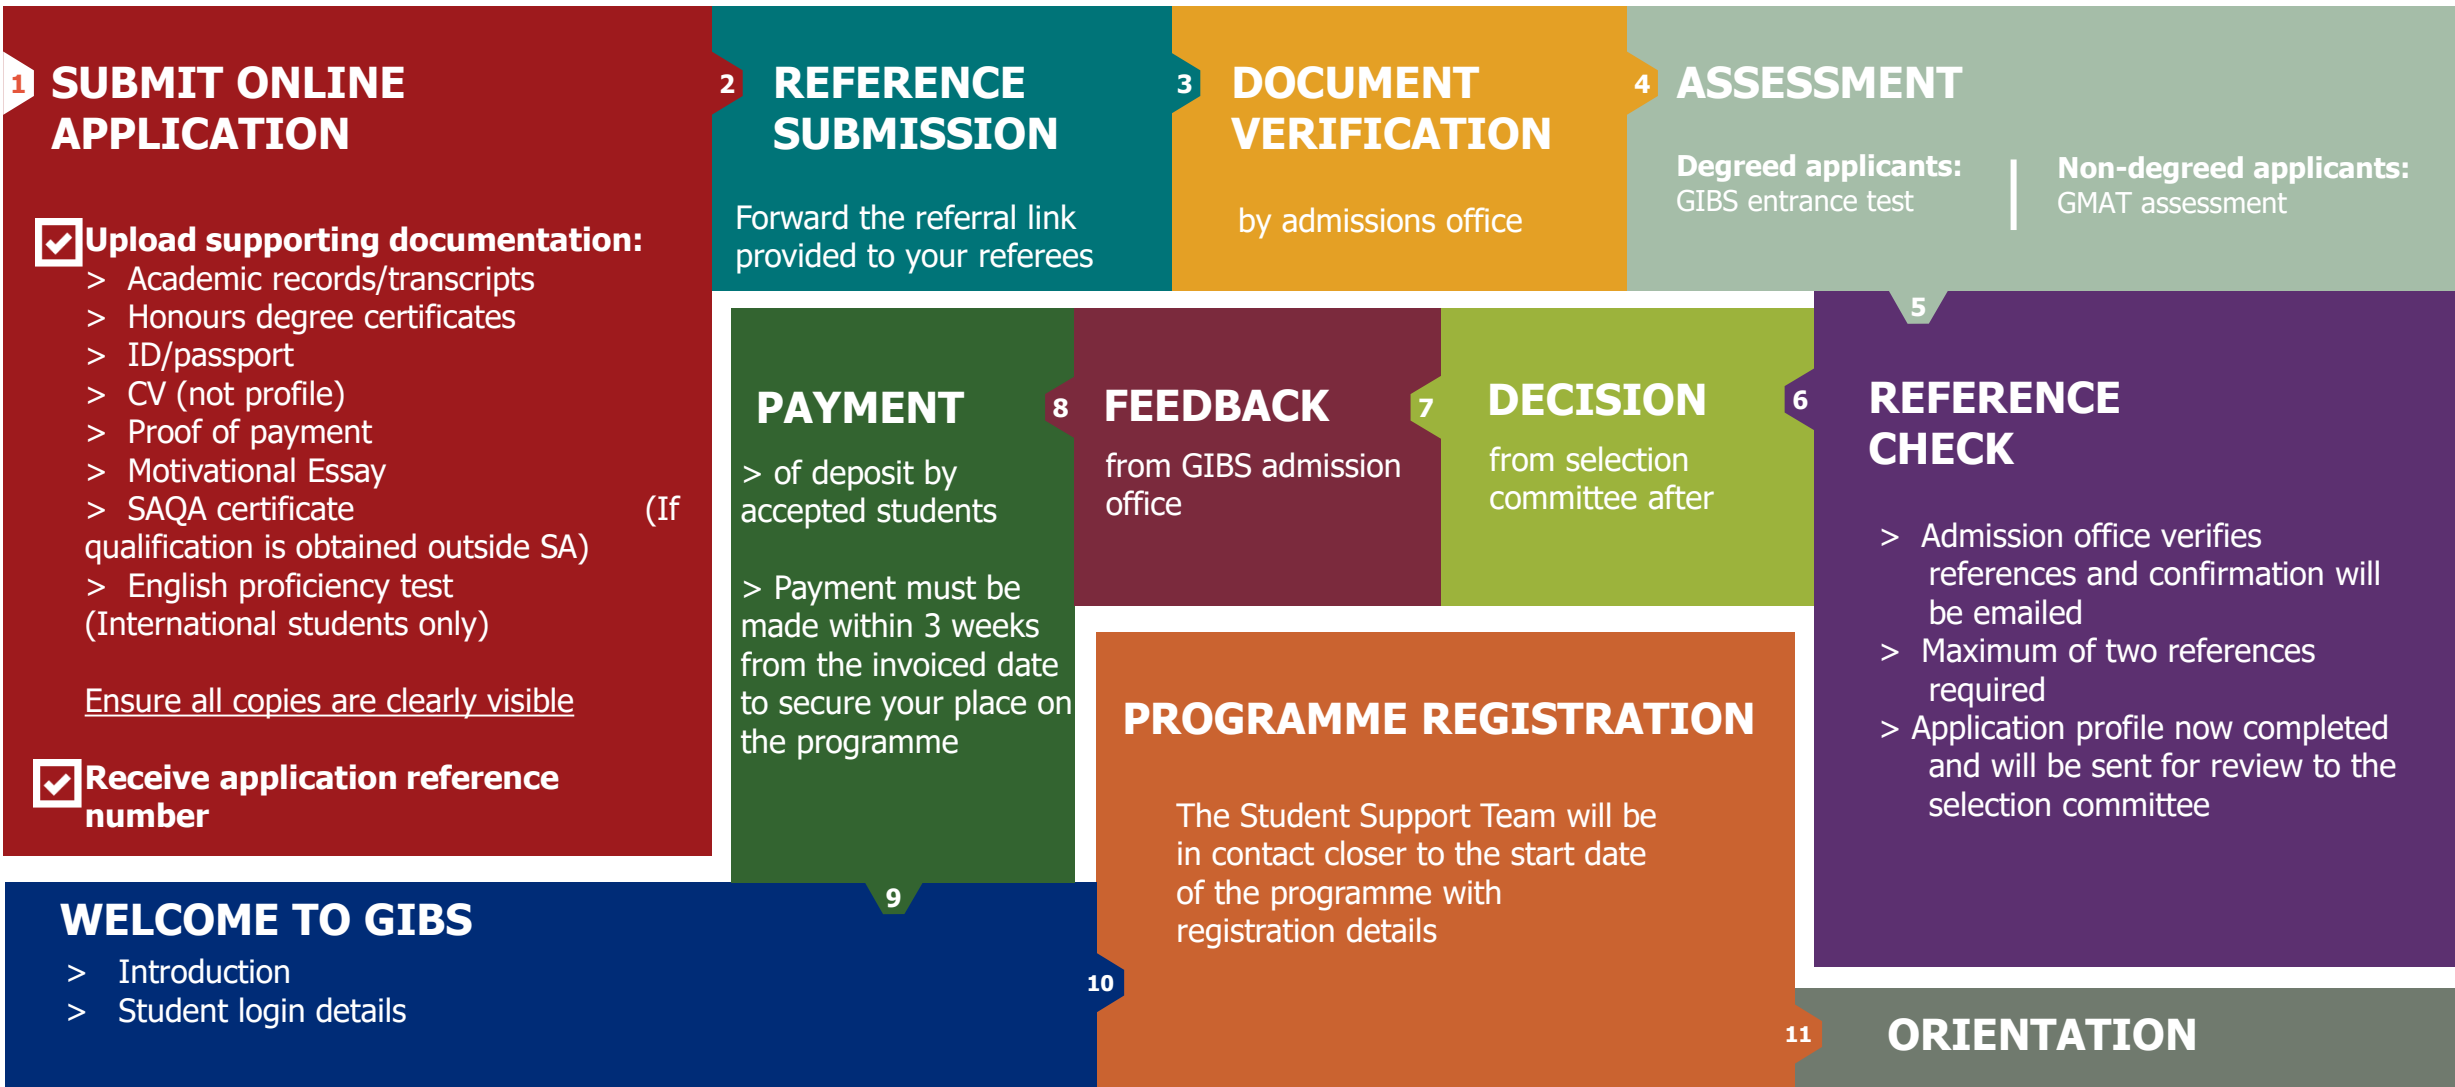 1
SUBMIT ONLINE
APPLICATION
Upload supporting documentation:
> Academic records/transcripts
> Honours degree certificates
> ID/passport
> CV (not profile)
> Proof of payment
> Motivational Essay
> SAQA certificate (If
qualification is obtained outside SA)
> English proficiency test
(International students only)
Ensure all copies are clearly visible
Receive application reference
number
2
REFERENCE
SUBMISSION
Forward the referral link
provided to your referees
3
DOCUMENT
VERIFICATION
by admissions office
4
ASSESSMENT
Degreed applicants:
GIBS entrance test
Non-degreed applicants:
GMAT assessment
5
REFERENCE
CHECK
> Admission office verifies
references and confirmation will
be emailed
> Maximum of two references
required
> Application profile now completed
and will be sent for review to the
selection committee
6
DECISION
from selection
committee after
7
FEEDBACK
from GIBS admission
office
8
PAYMENT
> of deposit by
accepted students
> Payment must be
made within 3 weeks
from the invoiced date
to secure your place on
the programme
9
WELCOME TO GIBS
> Introduction
> Student login details
10
PROGRAMME REGISTRATION
The Student Support Team will be
in contact closer to the start date
of the programme with
registration details
11
ORIENTATION